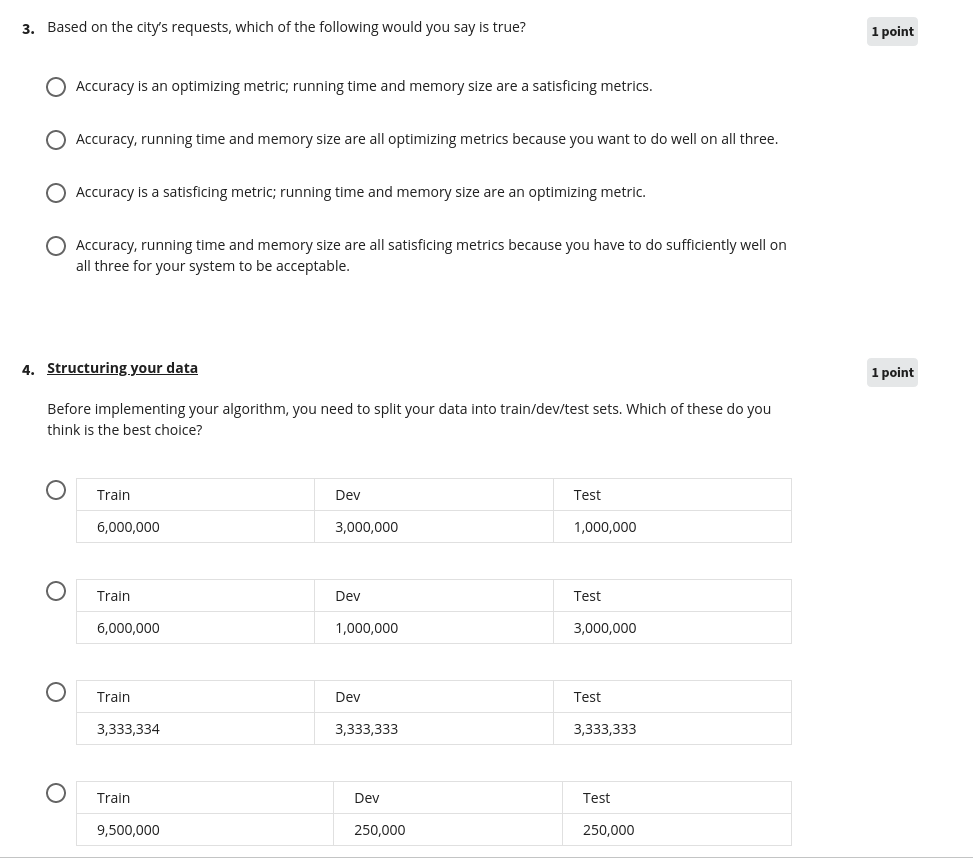 3. Based on the city's requests, which of the following would you say is true?
1 point
Accuracy is an optimizing metric; running time and memory size are a satisficing metrics.
Accuracy, running time and memory size are all optimizing metrics because you want to do well on all three.
Accuracy is a satisficing metric; running time and memory size are an optimizing metric.
Accuracy, running time and memory size are all satisficing metrics because you have to do sufficiently well on
all three for your system to be acceptable.
4. Structuring your data
1 point
Before implementing your algorithm, you need to split your data into train/dev/test sets. Which of these do you
think is the best choice?
Train Dev Test
6,000,000 3,000,000 1,000,000
Train Dev Test
6,000,000 1,000,000 3,000,000
Train Dev Test
3,333,334 3,333,333 3,333,333
Train Dev Test
9,500,000 250,000 250,000